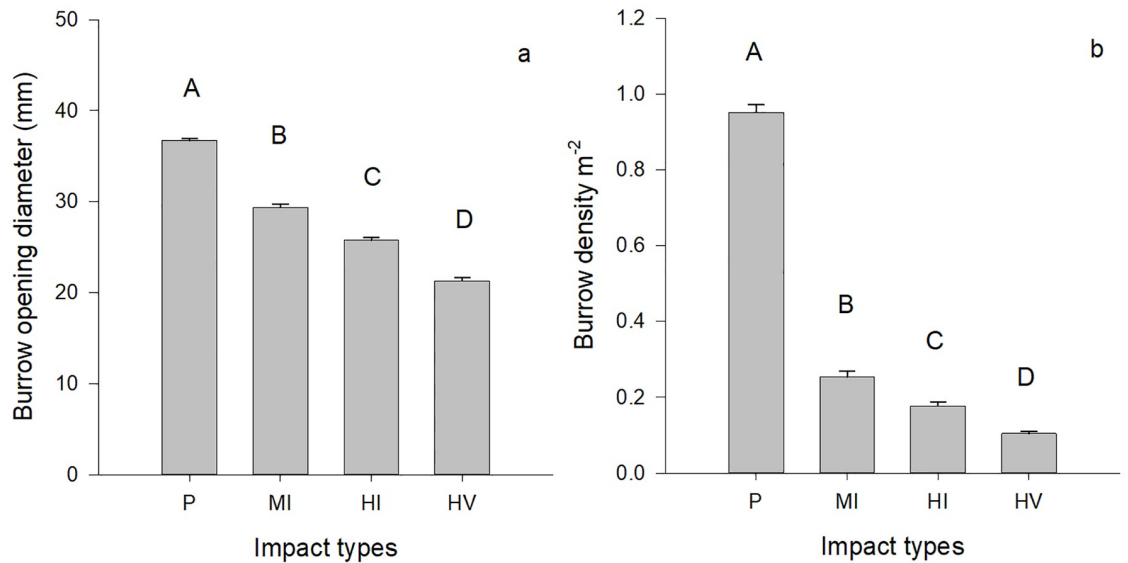 a
Burrow opening diameter (mm)
50
40
30
20
10
0
A
B
C
D
P MI HI HV
Impact types
b
Burrow density m⁻²
1.2
1.0
0.8
0.6
0.4
0.2
0.0
A
B
C
D
P MI HI HV
Impact types